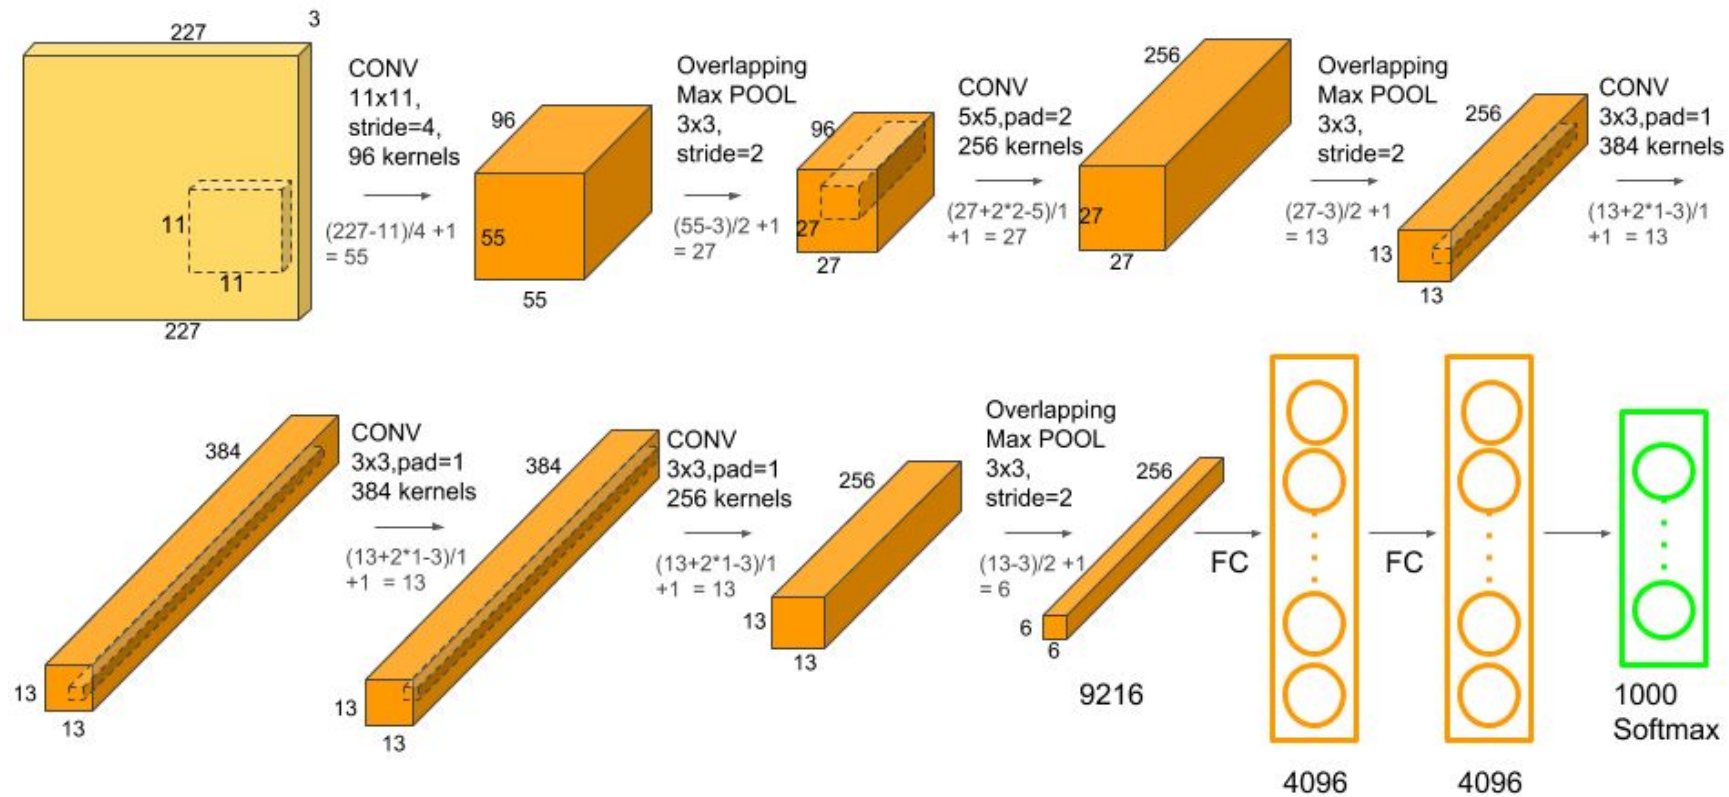 227
3
11
11
227
CONV
11x11,
stride=4,
96 kernels
(227-11)/4 +1
= 55
96
55
55
Overlapping
Max POOL
3x3,
stride=2
(55-3)/2 +1
= 27
96
27
27
CONV
5x5,pad=2
256 kernels
(27+2*2-5)/1
+1 = 27
256
27
27
Overlapping
Max POOL
3x3,
stride=2
(27-3)/2 +1
= 13
256
13
13
CONV
3x3,pad=1
384 kernels
(13+2*1-3)/1
+1 = 13
384
13
13
CONV
3x3,pad=1
384 kernels
(13+2*1-3)/1
+1 = 13
384
13
13
CONV
3x3,pad=1
256 kernels
(13+2*1-3)/1
+1 = 13
256
13
13
Overlapping
Max POOL
3x3,
stride=2
(13-3)/2 +1
= 6
256
6
6
9216
FC
4096
FC
4096
1000
Softmax